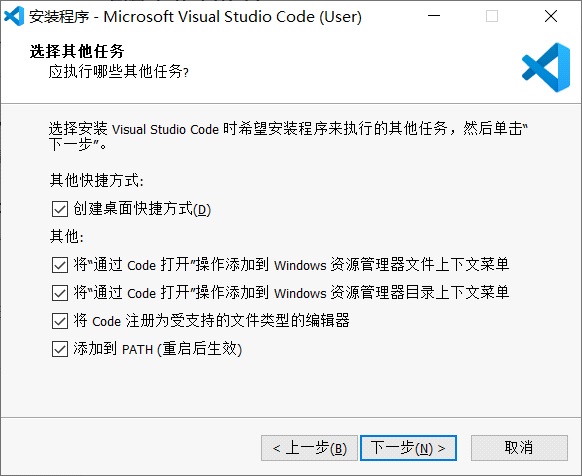 安装程序 - Microsoft Visual Studio Code (User)
选择其他任务
应执行哪些其他任务?
选择安装 Visual Studio Code 时希望安装程序来执行的其他任务，然后单击“
下一步”。
其他快捷方式:
创建桌面快捷方式(D)
其他:
将“通过 Code 打开”操作添加到 Windows 资源管理器文件上下文菜单
将“通过 Code 打开”操作添加到 Windows 资源管理器目录上下文菜单
将 Code 注册为受支持的文件类型的编辑器
添加到 PATH (重启后生效)
< 上一步(B) 下一步(N) > 取消